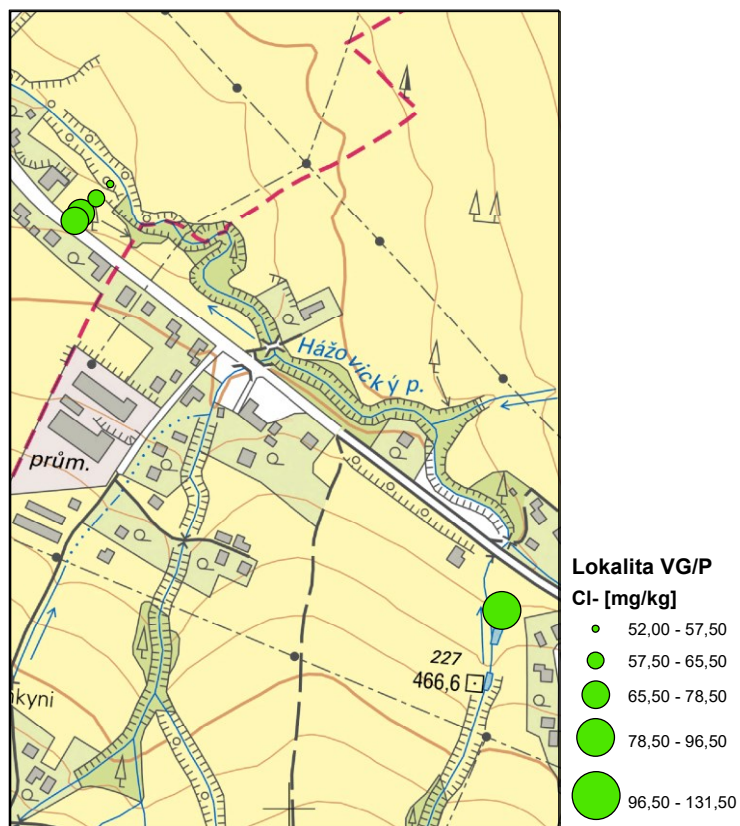 Hážovický p.
prům.
227
466,6
kyni
Lokalita VG/P
Cl- [mg/kg]
52,00 - 57,50
57,50 - 65,50
65,50 - 78,50
78,50 - 96,50
96,50 - 131,50